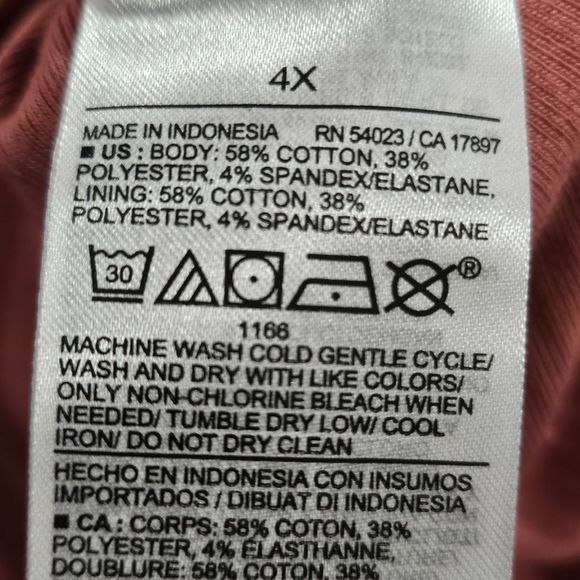 4X
MADE IN INDONESIA RN 54023 / CA 17897
■ US : BODY: 58% COTTON, 38%
POLYESTER, 4% SPANDEX/ELASTANE,
LINING: 58% COTTON, 38%
POLYESTER, 4% SPANDEX/ELASTANE
30 ®
1166
MACHINE WASH COLD GENTLE CYCLE/
WASH AND DRY WITH LIKE COLORS/
ONLY NON-CHLORINE BLEACH WHEN
NEEDED/ TUMBLE DRY LOW/ COOL
IRON/ DO NOT DRY CLEAN
HECHO EN INDONESIA CON INSUMOS
IMPORTADOS / DIBUAT DI INDONESIA
■ CA : CORPS: 58% COTON, 38%
POLYESTER, 4% ÉLASTHANNE,
DOUBLURE: 58% COTON, 38%